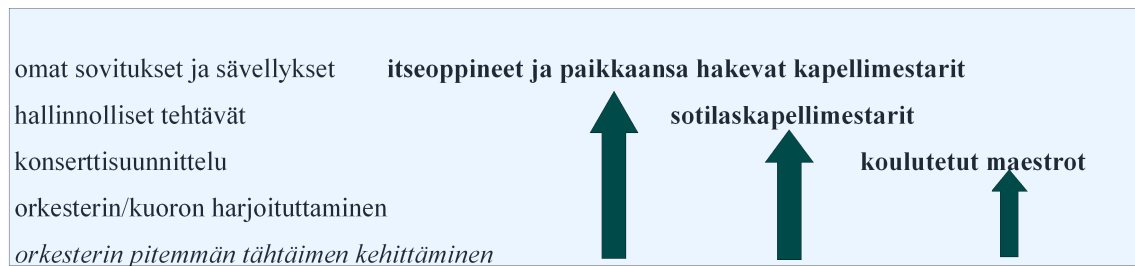 omat sovitukset ja sävellykset itseoppineet ja paikkaansa hakevat kapellimestarit
hallinnolliset tehtävät sotilaskapellimestarit
konserttisuunnittelu koulutetut maestrot
orkesterin/kuoron harjoituttaminen
orkesterin pitemmän tähtäimen kehittäminen